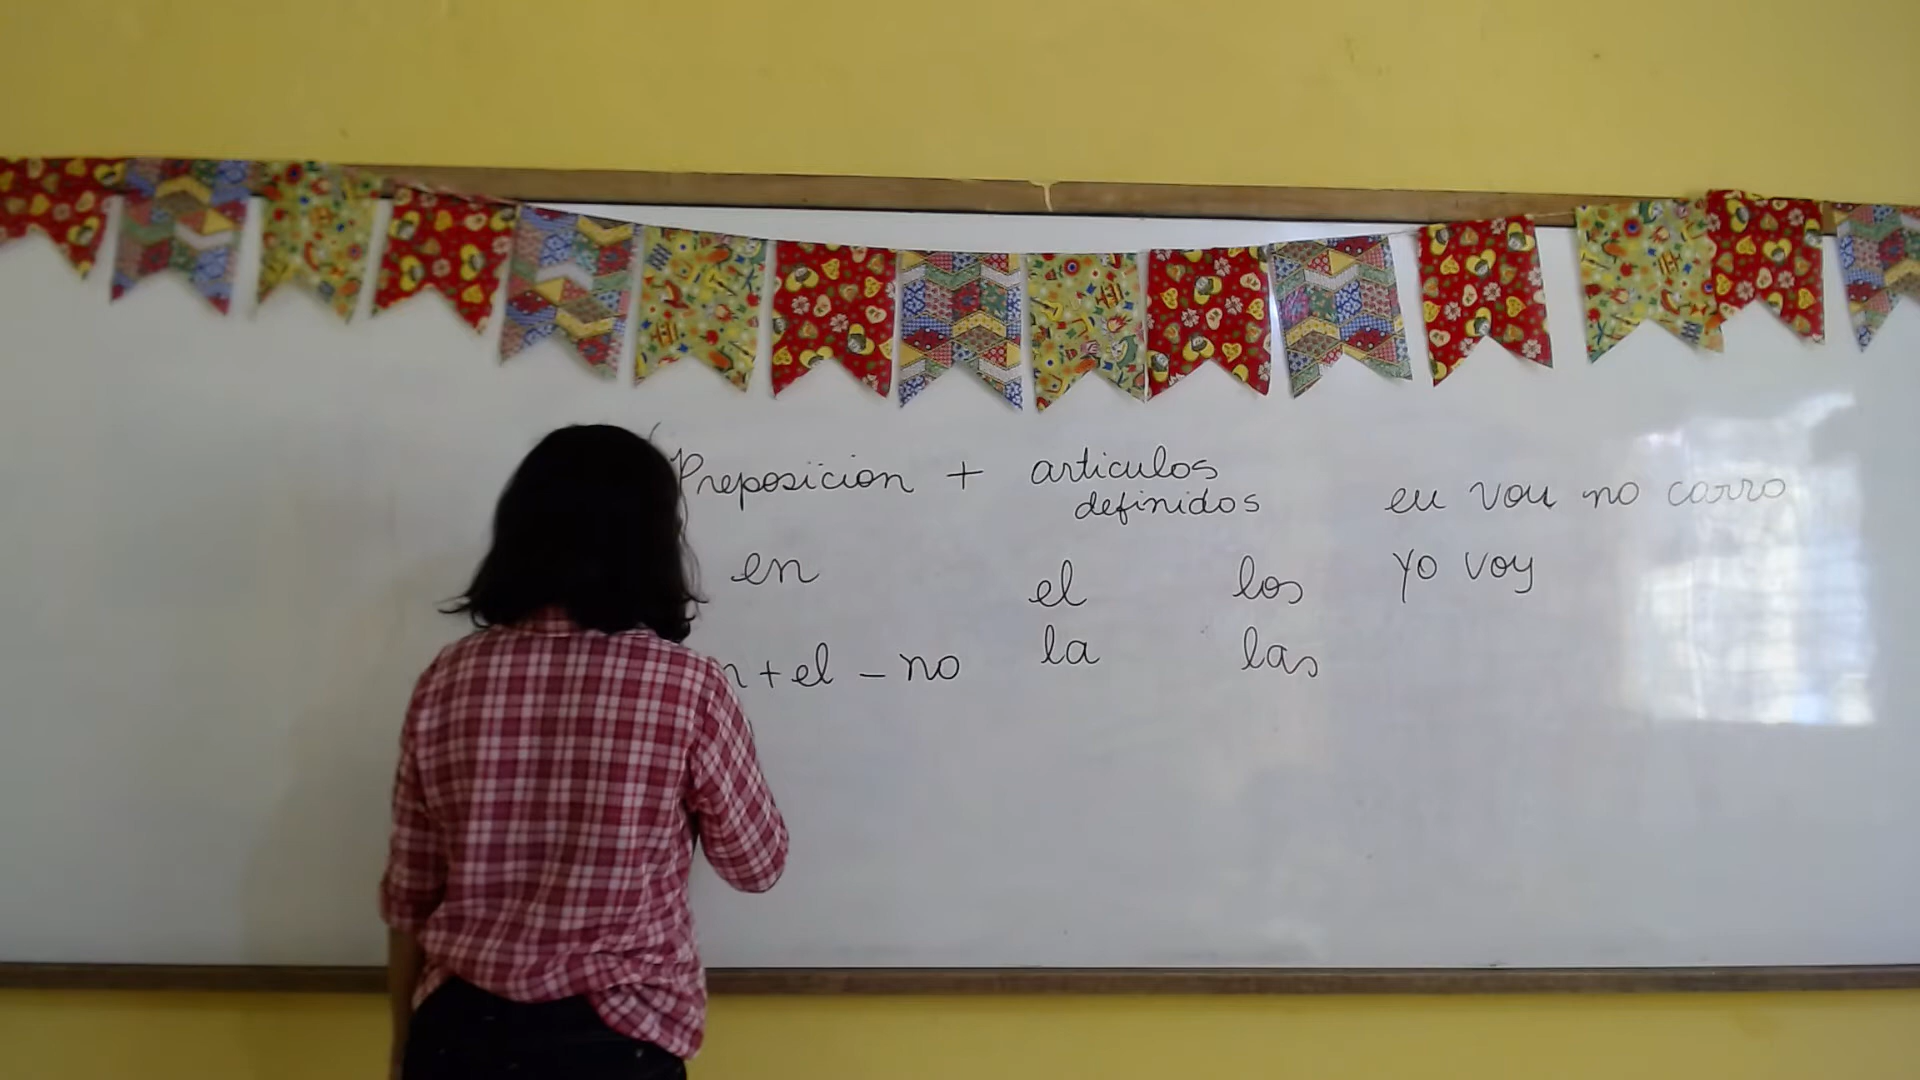 Preposicion + articulos
definidos
en
el los
la las
+ el - no
eu vou no carro
yo voy